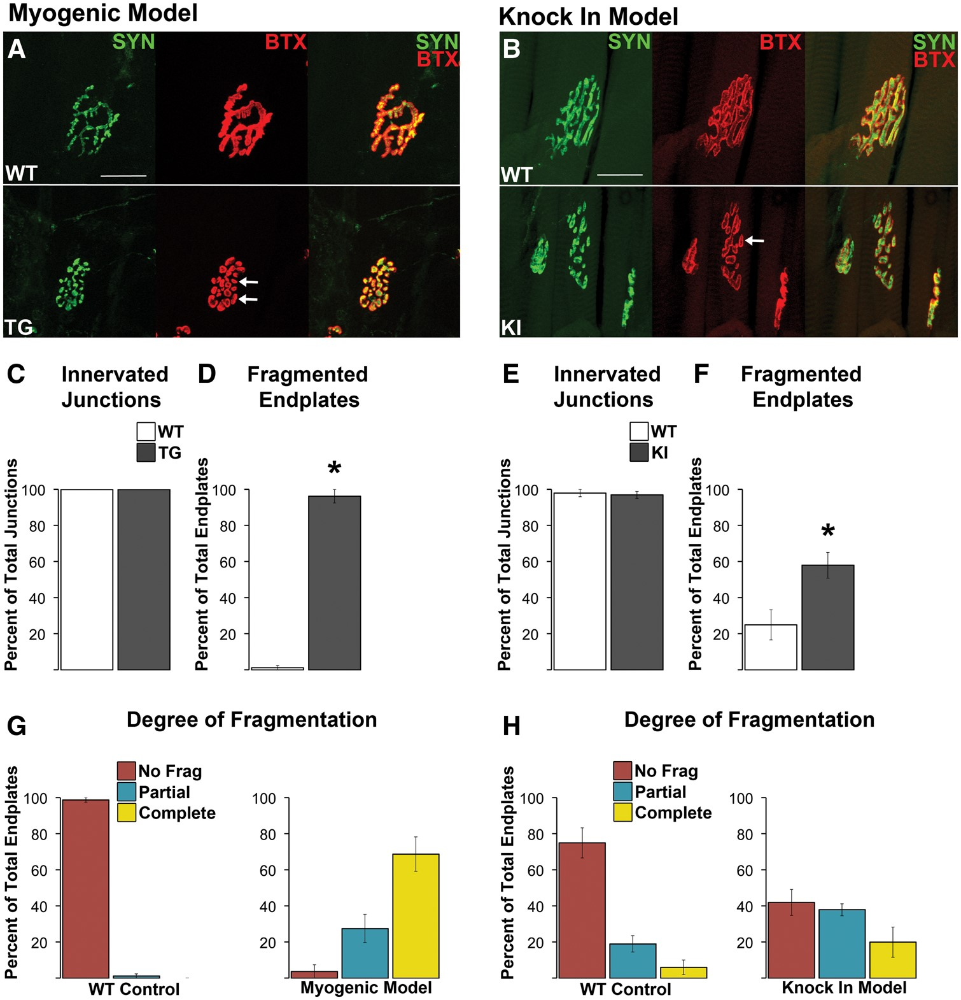 Myogenic Model
Knock In Model
A
SYN
BTX
SYN
BTX
WT
TG
B
SYN
BTX
SYN
BTX
WT
KI
C
Innervated
Junctions
WT
TG
Percent of Total Junctions
100
80
60
40
20
D
Fragmented
Endplates
*
Percent of Total Endplates
100
80
60
40
20
E
Innervated
Junctions
WT
KI
Percent of Total Junctions
100
80
60
40
20
F
Fragmented
Endplates
*
Percent of Total Endplates
100
80
60
40
20
G
Degree of Fragmentation
No Frag
Partial
Complete
Percent of Total Endplates
100
80
60
40
20
WT Control
100
80
60
40
20
Myogenic Model
H
Degree of Fragmentation
No Frag
Partial
Complete
Percent of Total Endplates
100
80
60
40
20
WT Control
100
80
60
40
20
Knock In Model